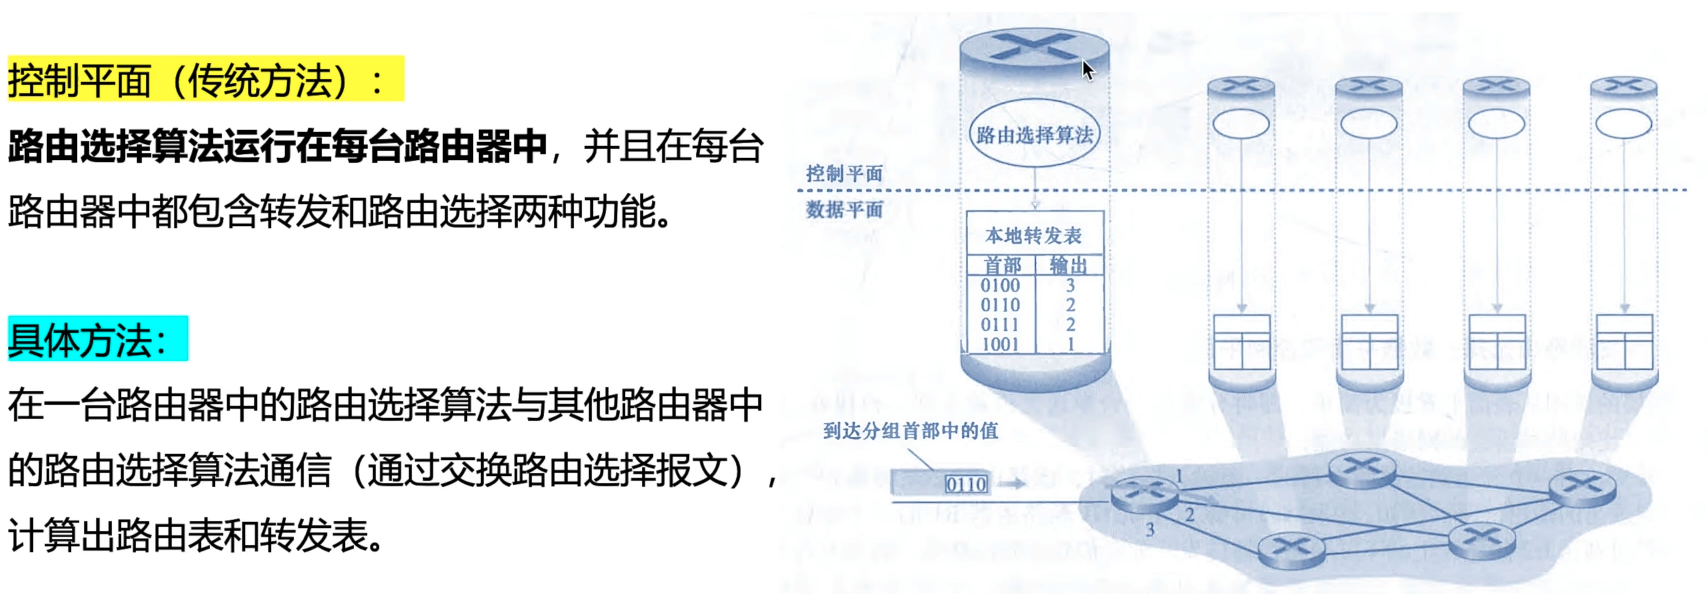 控制平面（传统方法）：
路由选择算法运行在每台路由器中，并且在每台
路由器中都包含转发和路由选择两种功能。
具体方法：
在一台路由器中的路由选择算法与其他路由器中
的路由选择算法通信（通过交换路由选择报文），
计算出路由表和转发表。
路由选择算法
控制平面
数据平面
本地转发表
首部 输出
0100 3
0110 2
0111 2
1001 1
到达分组首部中的值
0110
1
2
3